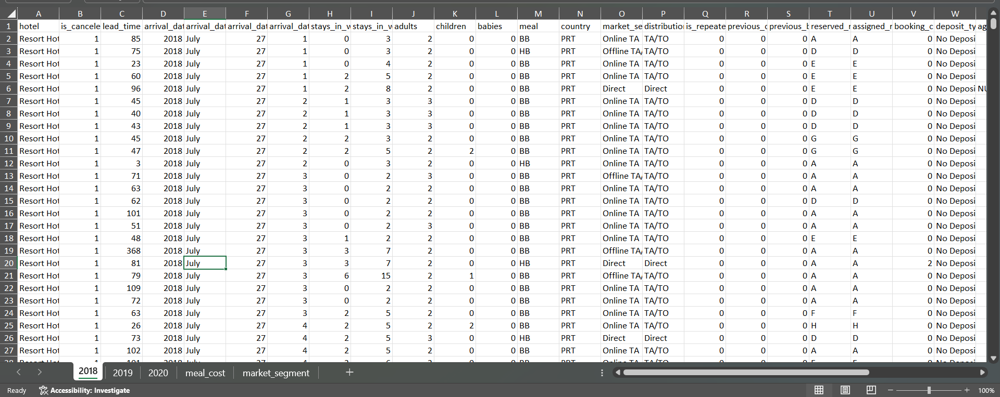 A B C D E F G H I J K L M N O P Q R S T U V W
1 hotel is_cancele lead_time arrival_dat arrival_dat arrival_dat arrival_dat stays_in_w stays_in_w adults children babies meal country market_se distribution is_repeate previous_c previous_b reserved_r assigned_r booking_c deposit_ty ag
2 Resort Hot 1 85 2018 July 27 1 0 3 2 0 0 BB PRT Online TA TA/TO 0 0 0 A A 0 No Deposi
3 Resort Hot 1 75 2018 July 27 1 0 3 2 0 0 HB PRT Offline TA/ TA/TO 0 0 0 D D 0 No Deposi
4 Resort Hot 1 23 2018 July 27 1 0 4 2 0 0 BB PRT Online TA TA/TO 0 0 0 E E 0 No Deposi
5 Resort Hot 1 60 2018 July 27 1 2 5 2 0 0 BB PRT Online TA TA/TO 0 0 0 E E 0 No Deposi
6 Resort Hot 1 96 2018 July 27 1 2 8 2 0 0 BB PRT Direct Direct 0 0 0 E E 0 No Deposi NU
7 Resort Hot 1 45 2018 July 27 2 1 3 3 0 0 BB PRT Online TA TA/TO 0 0 0 D D 0 No Deposi
8 Resort Hot 1 40 2018 July 27 2 1 3 3 0 0 BB PRT Online TA TA/TO 0 0 0 D D 0 No Deposi
9 Resort Hot 1 43 2018 July 27 2 1 3 3 0 0 BB PRT Online TA TA/TO 0 0 0 D D 0 No Deposi
10 Resort Hot 1 45 2018 July 27 2 2 3 2 0 0 BB PRT Online TA TA/TO 0 0 0 G G 0 No Deposi
11 Resort Hot 1 47 2018 July 27 2 2 5 2 2 0 BB PRT Online TA TA/TO 0 0 0 G G 0 No Deposi
12 Resort Hot 1 3 2018 July 27 2 0 3 2 0 0 HB PRT Online TA TA/TO 0 0 0 A A 0 No Deposi
13 Resort Hot 1 71 2018 July 27 3 0 2 3 0 0 BB PRT Offline TA/ TA/TO 0 0 0 A A 0 No Deposi
14 Resort Hot 1 63 2018 July 27 3 0 2 2 0 0 BB PRT Online TA TA/TO 0 0 0 A A 0 No Deposi
15 Resort Hot 1 62 2018 July 27 3 0 2 2 0 0 BB PRT Online TA TA/TO 0 0 0 D D 0 No Deposi
16 Resort Hot 1 101 2018 July 27 3 0 2 2 0 0 BB PRT Online TA TA/TO 0 0 0 A A 0 No Deposi
17 Resort Hot 1 51 2018 July 27 3 0 2 3 0 0 BB PRT Online TA TA/TO 0 0 0 A A 0 No Deposi
18 Resort Hot 1 48 2018 July 27 3 1 2 2 0 0 BB PRT Online TA TA/TO 0 0 0 E E 0 No Deposi
19 Resort Hot 1 368 2018 July 27 3 3 7 2 0 0 BB PRT Offline TA/ TA/TO 0 0 0 A A 0 No Deposi
20 Resort Hot 1 81 2018 July 27 3 3 7 2 0 0 HB PRT Direct Direct 0 0 0 A A 2 No Deposi
21 Resort Hot 1 79 2018 July 27 3 6 15 2 1 0 BB PRT Offline TA/ TA/TO 0 0 0 A A 0 No Deposi
22 Resort Hot 1 109 2018 July 27 3 0 2 2 0 0 BB PRT Online TA TA/TO 0 0 0 A A 0 No Deposi
23 Resort Hot 1 72 2018 July 27 3 0 2 2 0 0 BB PRT Online TA TA/TO 0 0 0 A A 0 No Deposi
24 Resort Hot 1 63 2018 July 27 3 2 5 2 0 0 BB PRT Online TA TA/TO 0 0 0 F F 0 No Deposi
25 Resort Hot 1 26 2018 July 27 4 2 5 2 2 0 BB PRT Online TA TA/TO 0 0 0 H H 0 No Deposi
26 Resort Hot 1 73 2018 July 27 4 2 5 3 0 0 HB PRT Direct Direct 0 0 0 D D 0 No Deposi
27 Resort Hot 1 102 2018 July 27 4 2 5 2 0 0 BB PRT Online TA TA/TO 0 0 0 A A 0 No Deposi
2018 2019 2020 meal_cost market_segment
Ready Accessibility: Investigate 100%